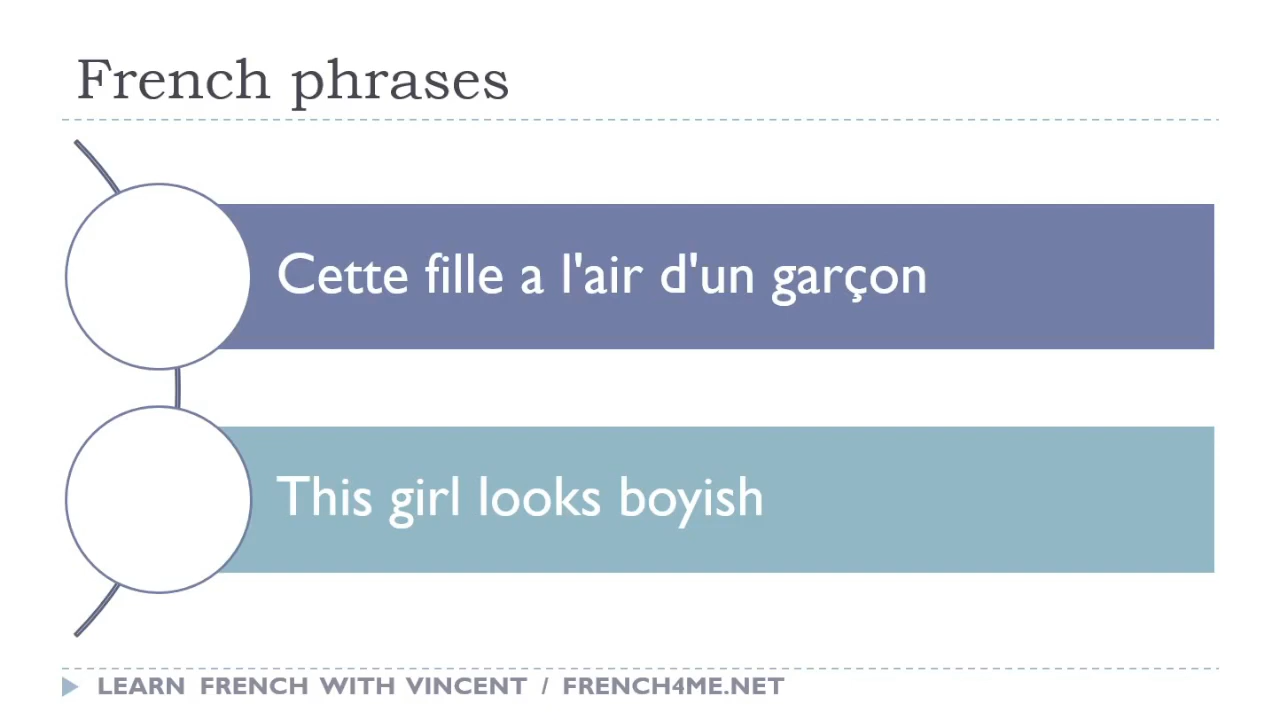 French phrases
Cette fille a l'air d'un garçon
This girl looks boyish
LEARN FRENCH WITH VINCENT / FRENCH4ME.NET